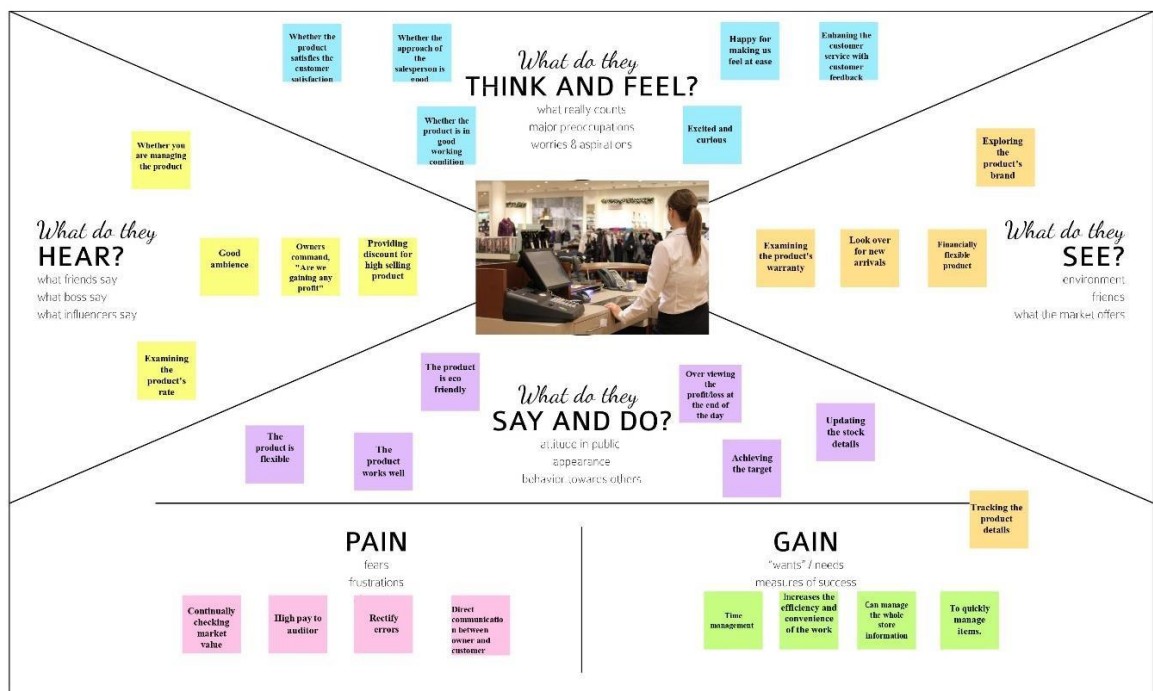 Whether the
product
satisfies the
customer
satisfaction
Whether the
approach of
the
salesperson is
good
What do they
THINK AND FEEL?
what really counts
major preoccupations
worries & aspirations
Happy for
making us
feel at ease
Enhaning the
customer
service with
customer
feedback
Whether the
product is in
good
working
condition
Excited and
curious
Whether you
are managing
the product
What do they
HEAR?
what friends say
what boss say
what influencers say
Good
ambience
Owners
command,
"Are we
gaining any
profit"
Providing
discount for
high selling
product
Examining
the
product's
rate
Exploring
the
product's
brand
Examining
the product's
warranty
Look over
for new
arrivals
Financially
flexible
product
What do they
SEE?
environment
friends
what the market offers
The product
is eco
friendly
What do they
SAY AND DO?
attitude in public
appearance
behavior towards others
Over viewing
the
profit/loss at
the end of
the day
Updating
the stock
details
The
product is
flexible
The
product
works well
Achieving
the target
Tracking the
product
details
PAIN
fears
frustrations
Continually
checking
market
value
High pay to
auditor
Rectify
errors
Direct
communicatio
n between
owner and
customer
GAIN
"wants" / needs
measures of success
Time
management
Increases the
efficiency and
convenience
of the work
Can manage
the whole
store
information
To quickly
manage
items.